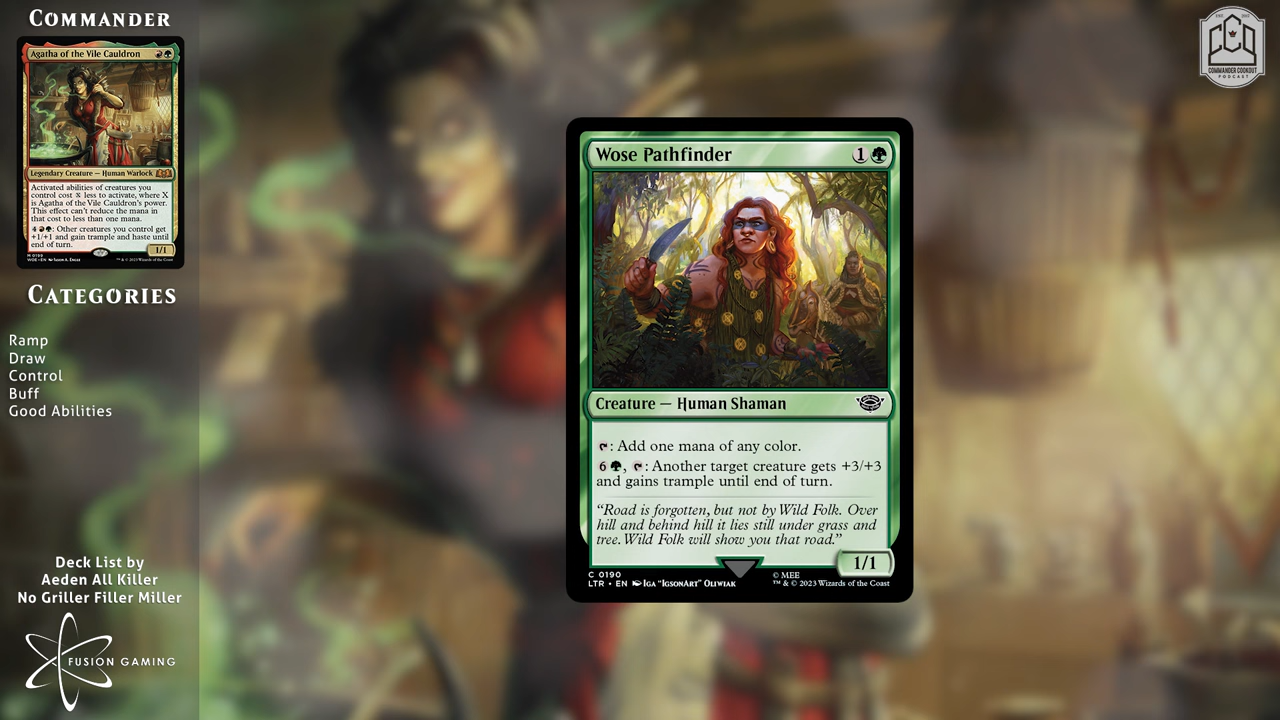 COMMANDER
Agatha of the Vile Cauldron
Legendary Creature — Human Warlock
Activated abilities of creatures you
control cost X less to activate, where X
is Agatha of the Vile Cauldron's power.
This effect can't reduce the mana in
that cost to less than one mana.
4 : Other creatures you control get
+1/+1 and gain trample and haste until
end of turn.
1/1
CATEGORIES
Ramp
Draw
Control
Buff
Good Abilities
Deck List by
Aeden All Killer
No Griller Filler Miller
FUSION GAMING
Wose Pathfinder
1
Creature — Human Shaman
: Add one mana of any color.
6 , : Another target creature gets +3/+3
and gains trample until end of turn.
“Road is forgotten, but not by Wild Folk. Over
hill and behind hill it lies still under grass and
tree. Wild Folk will show you that road.”
1/1
C 0190
LTR • EN Iga “IgsonArt” Oliwiak
© MEE
™ & © 2023 Wizards of the Coast
CCO
COMMANDER COOKOUT
PODCAST